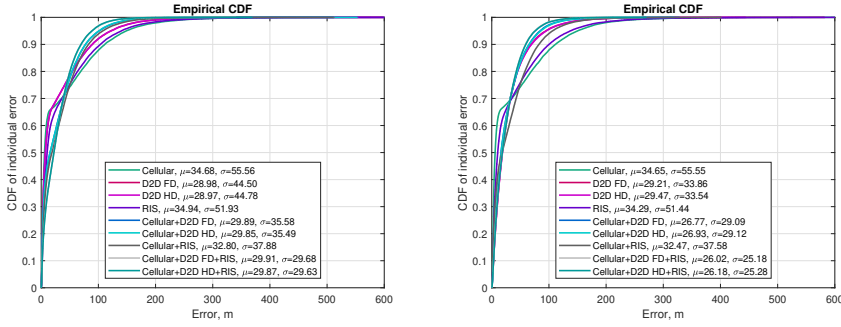 Empirical CDF
1
0.9
0.8
0.7
0.6
0.5
0.4
0.3
0.2
0.1
0
CDF of individual error
Cellular, μ=34.68, σ=55.56
D2D FD, μ=28.98, σ=44.50
D2D HD, μ=28.97, σ=44.78
RIS, μ=34.94, σ=51.93
Cellular+D2D FD, μ=29.89, σ=35.58
Cellular+D2D HD, μ=29.85, σ=35.49
Cellular+RIS, μ=32.80, σ=37.88
Cellular+D2D FD+RIS, μ=29.91, σ=29.68
Cellular+D2D HD+RIS, μ=29.87, σ=29.63
0 100 200 300 400 500 600
Error, m
Empirical CDF
1
0.9
0.8
0.7
0.6
0.5
0.4
0.3
0.2
0.1
0
CDF of individual error
Cellular, μ=34.65, σ=55.55
D2D FD, μ=29.21, σ=33.86
D2D HD, μ=29.47, σ=33.54
RIS, μ=34.29, σ=51.44
Cellular+D2D FD, μ=26.77, σ=29.09
Cellular+D2D HD, μ=26.93, σ=29.12
Cellular+RIS, μ=32.47, σ=37.58
Cellular+D2D FD+RIS, μ=26.02, σ=25.18
Cellular+D2D HD+RIS, μ=26.18, σ=25.28
0 100 200 300 400 500 600
Error, m